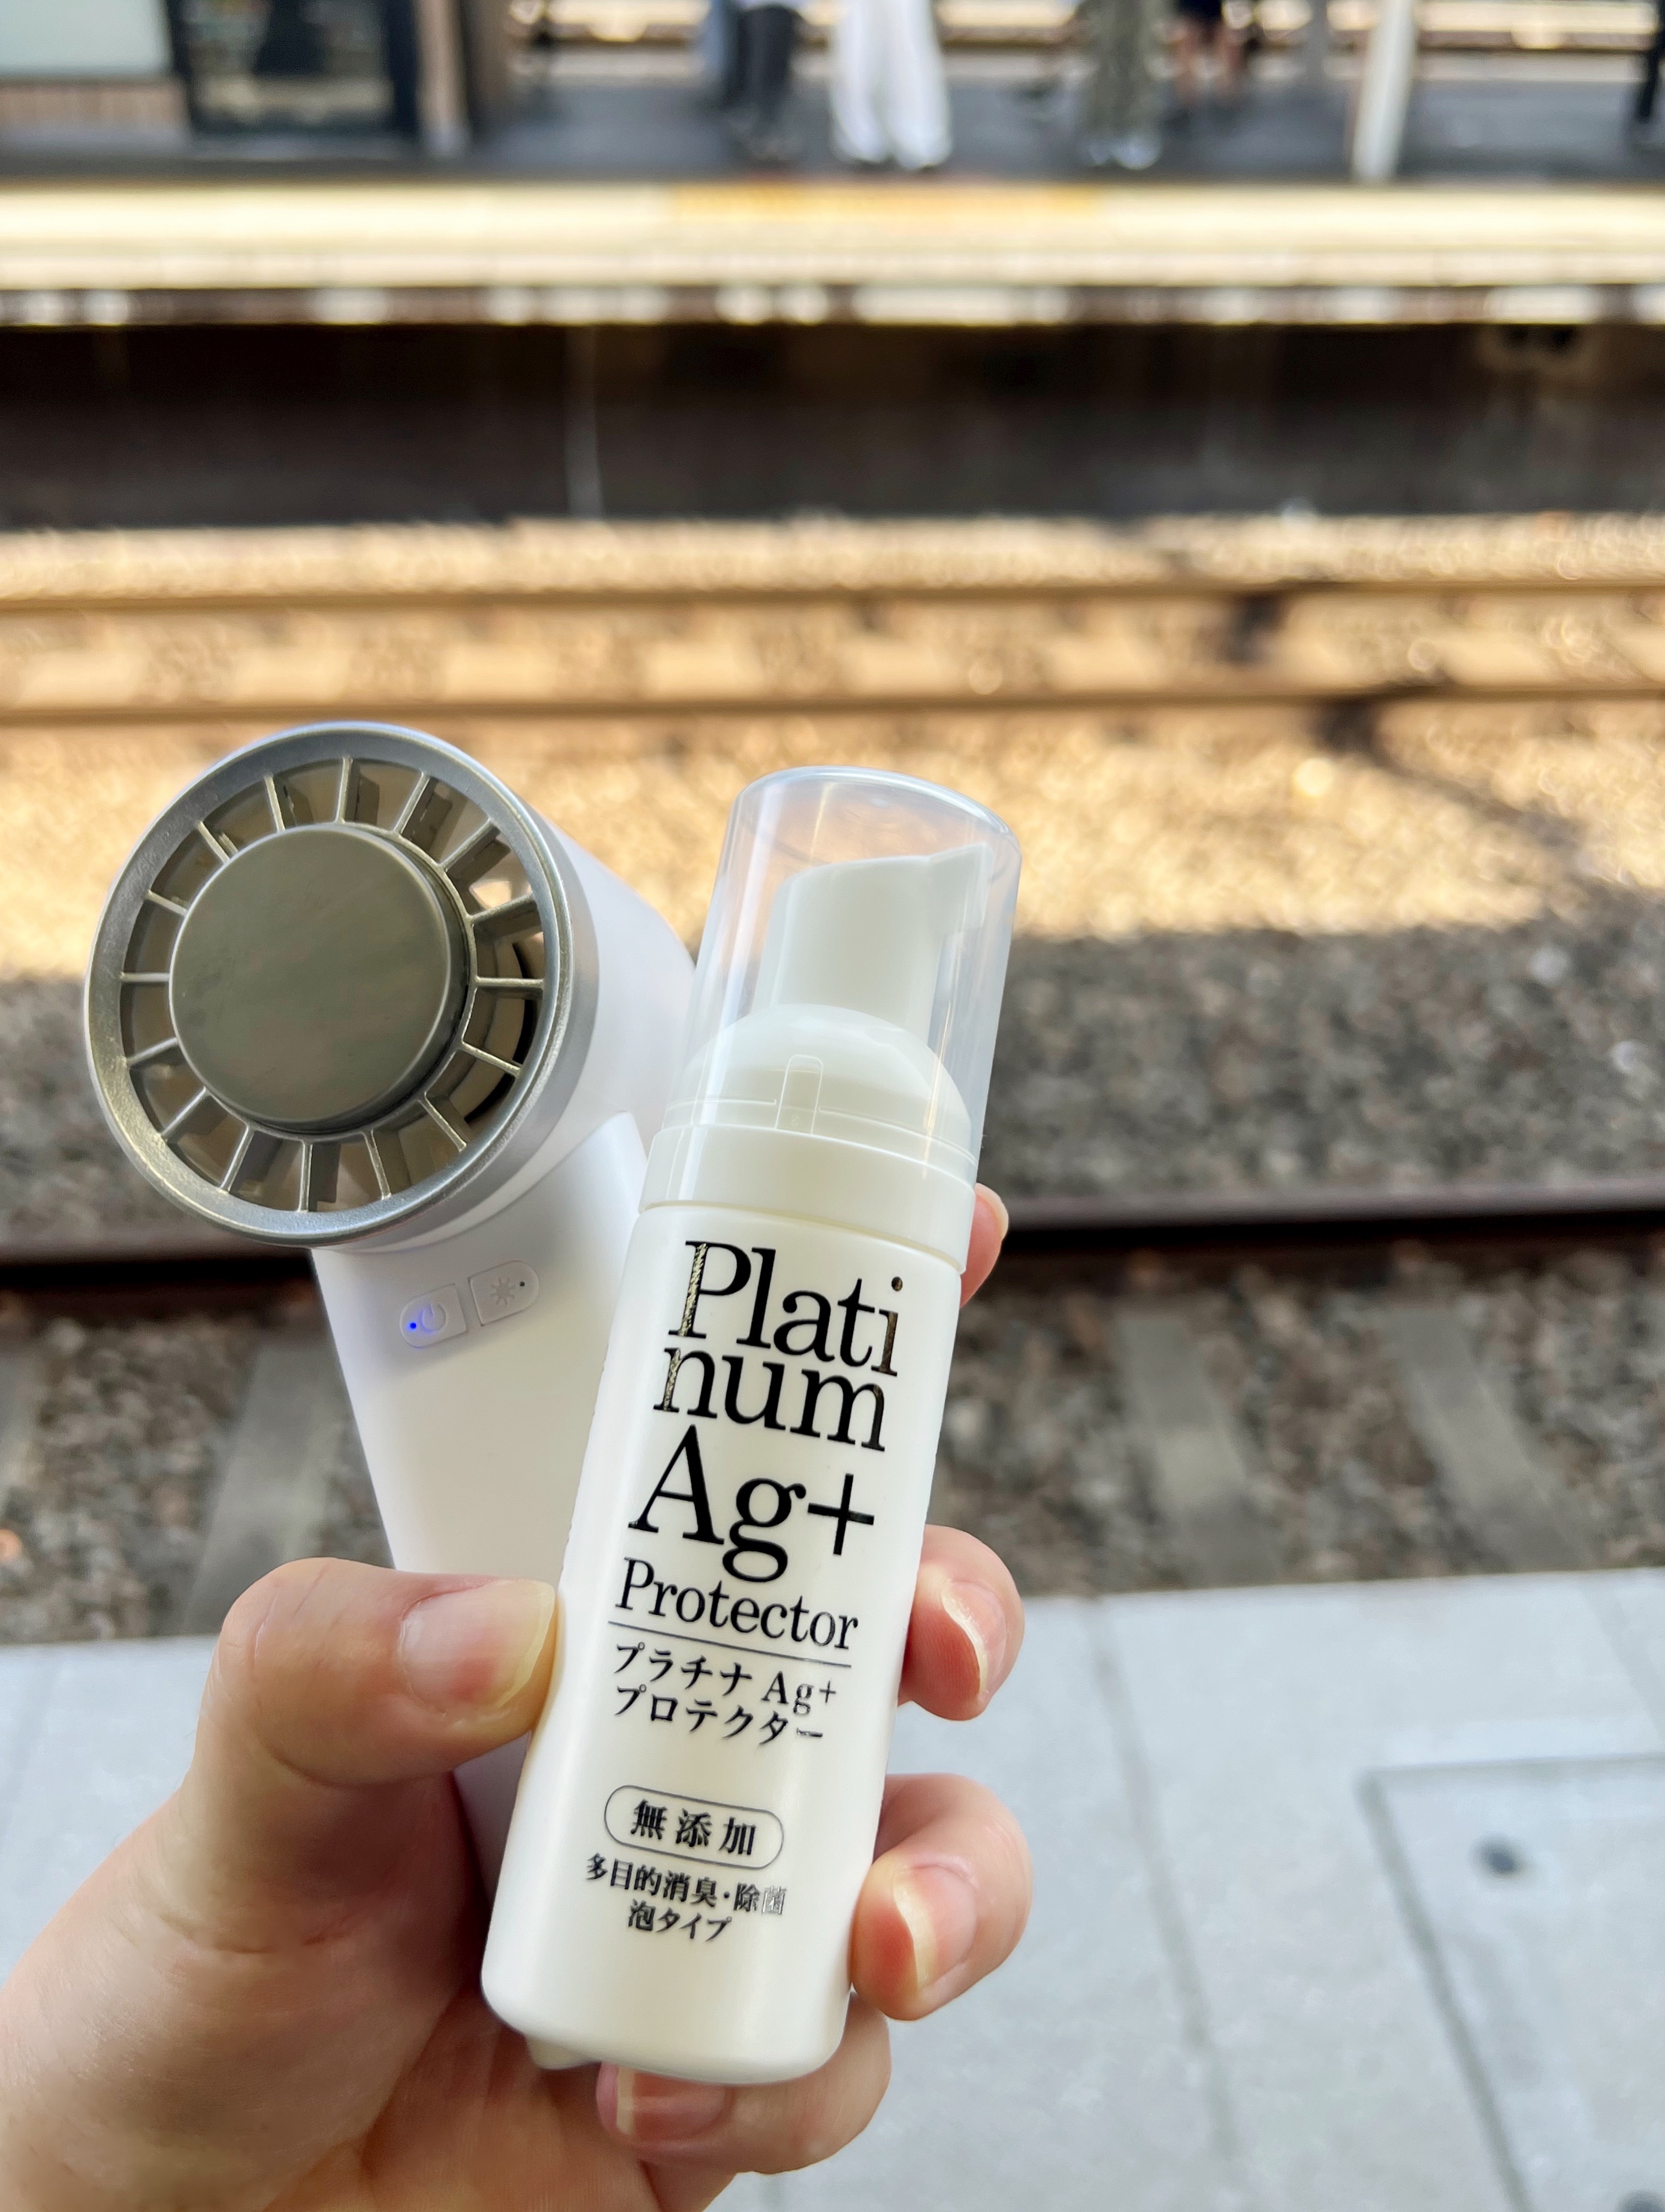 Plati
num
Ag+
Protector
プラチナ Ag+
プロテクター
無添加
多目的消臭・除菌
泡タイプ